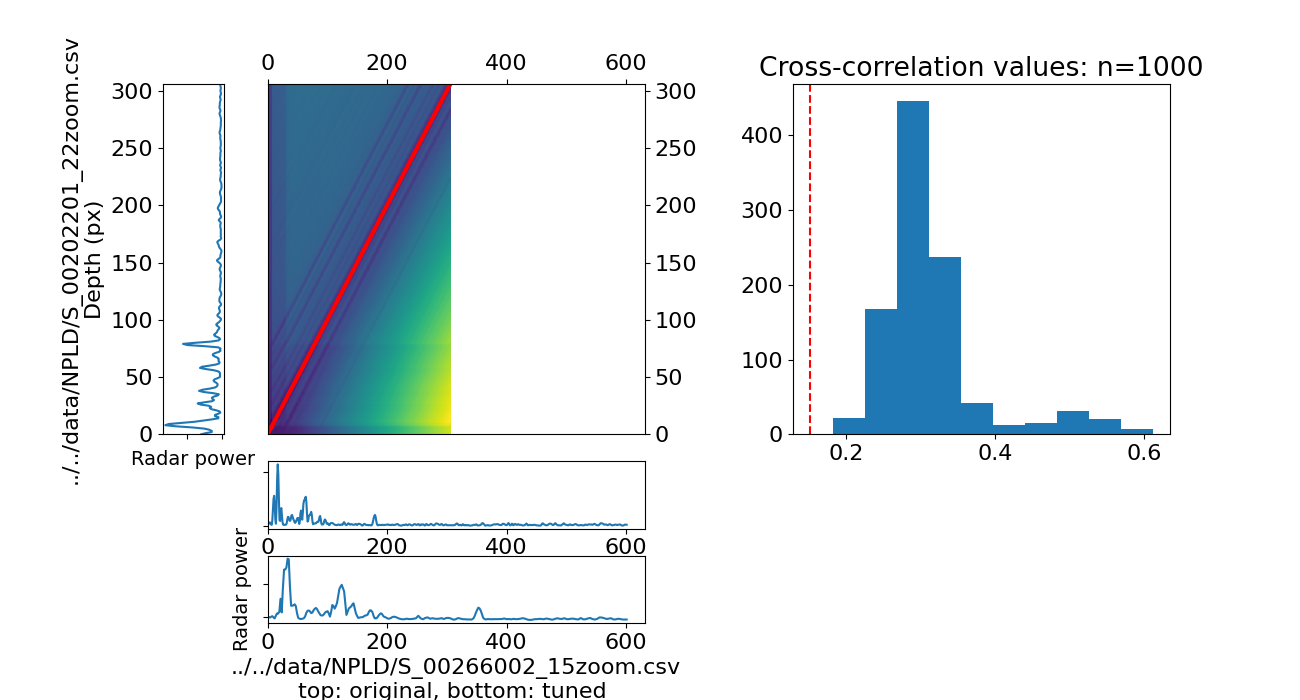 0 200 400 600
Cross-correlation values: n=1000
../../data/NPLD/S_00202201_22zoom.csv
Depth (px)
300
250
200
150
100
50
0
Radar power
300
250
200
150
100
50
0
400
300
200
100
0
0.2 0.4 0.6
0 200 400 600
Radar power
0 200 400 600
../../data/NPLD/S_00266002_15zoom.csv
top: original, bottom: tuned